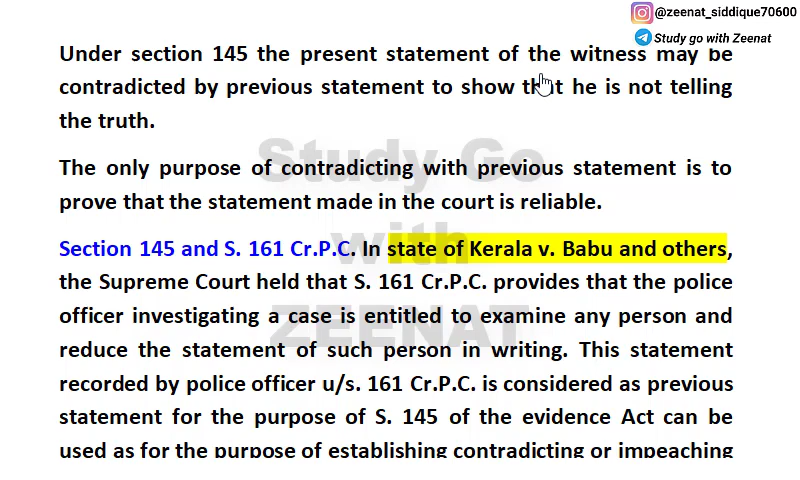 @zeenat_siddique70600
Study go with Zeenat
Under section 145 the present statement of the witness may be
contradicted by previous statement to show that he is not telling
the truth.
The only purpose of contradicting with previous statement is to
prove that the statement made in the court is reliable.
Section 145 and S. 161 Cr.P.C. In state of Kerala v. Babu and others,
the Supreme Court held that S. 161 Cr.P.C. provides that the police
officer investigating a case is entitled to examine any person and
reduce the statement of such person in writing. This statement
recorded by police officer u/s. 161 Cr.P.C. is considered as previous
statement for the purpose of S. 145 of the evidence Act can be
used as for the purpose of establishing contradicting or impeaching
Study Go
with
ZEENAT